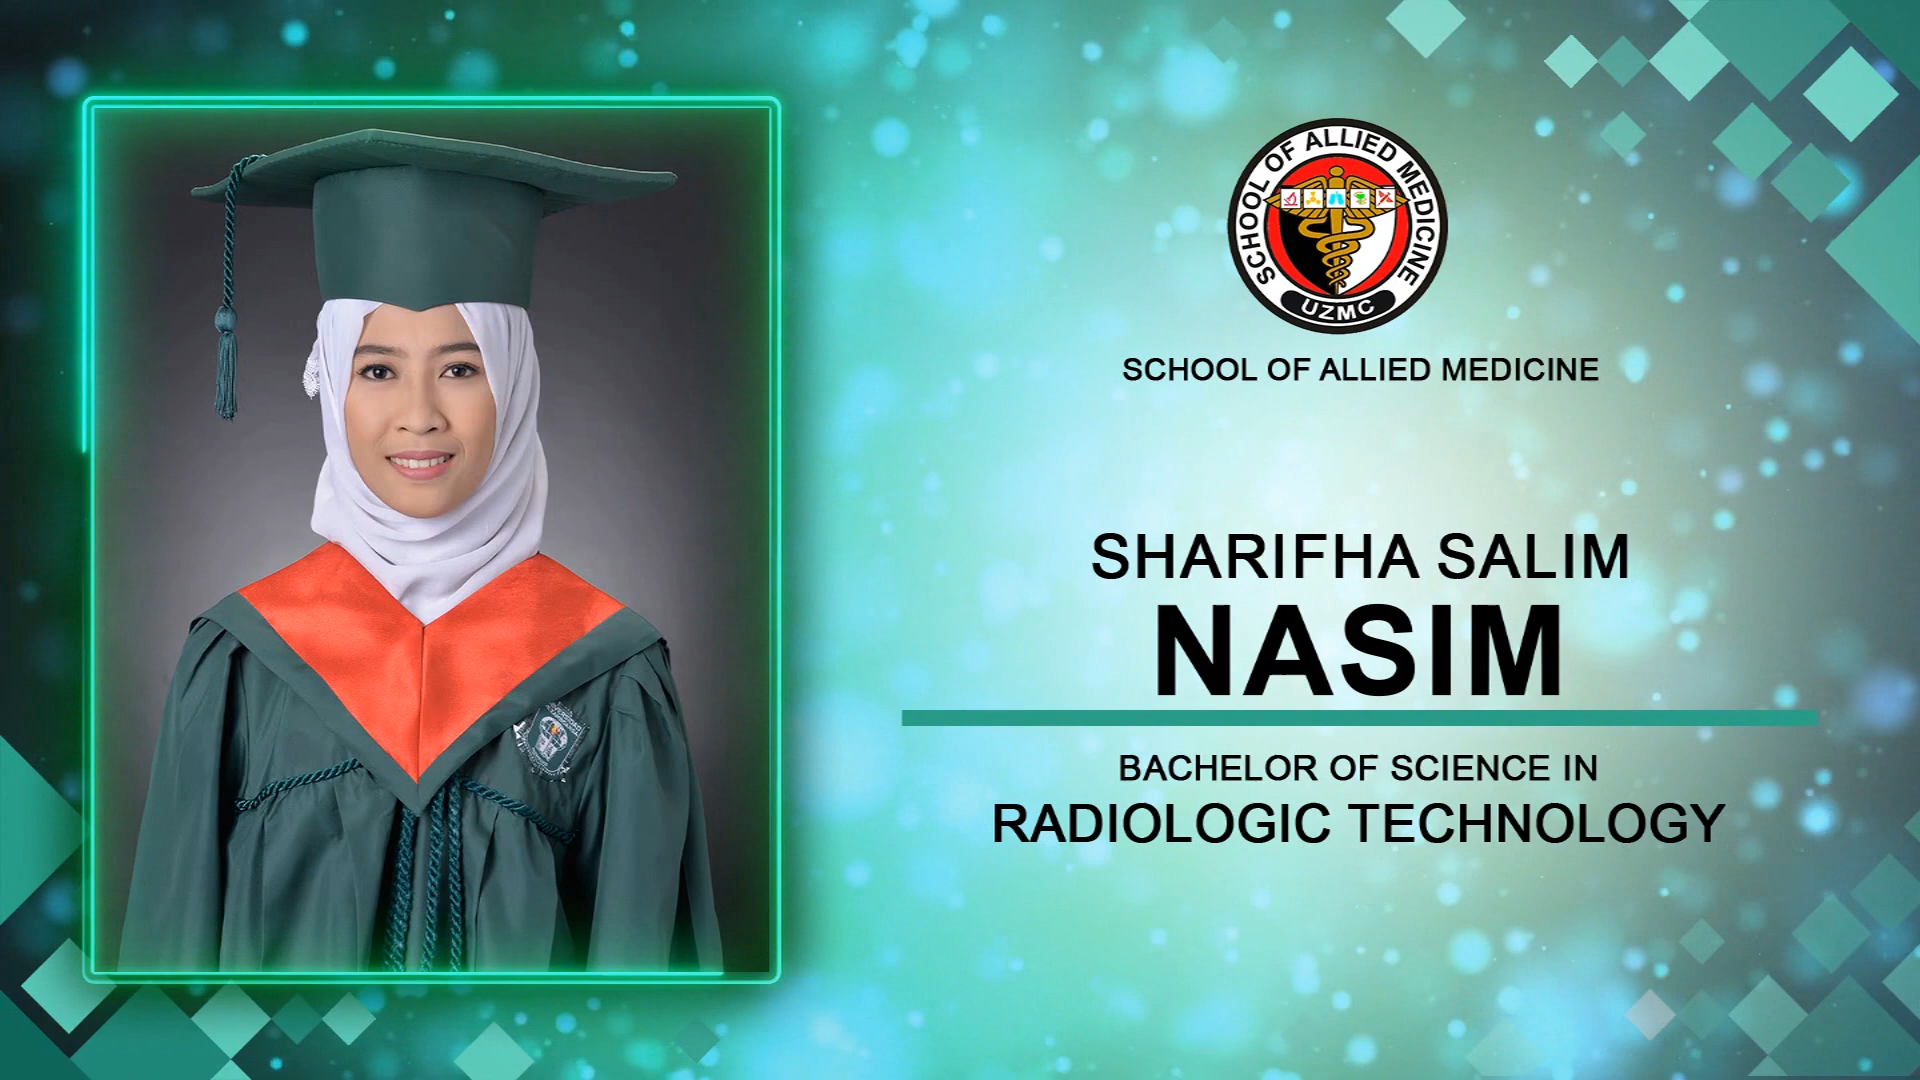 SCHOOL OF ALLIED MEDICINE
UZMC
SCHOOL OF ALLIED MEDICINE
SHARIFHA SALIM
NASIM
BACHELOR OF SCIENCE IN
RADIOLOGIC TECHNOLOGY